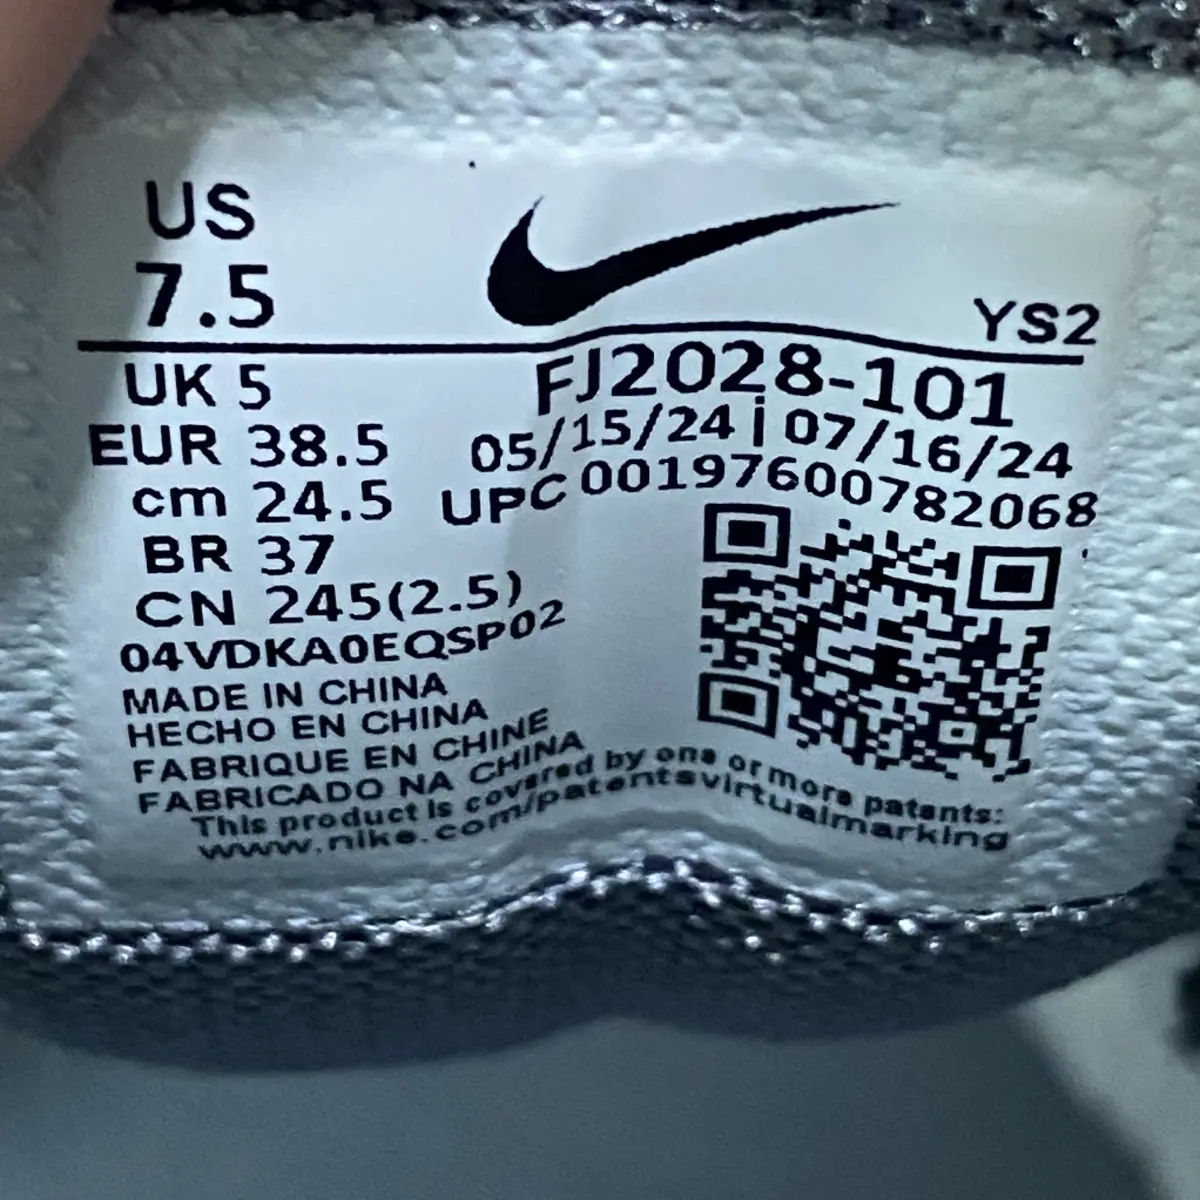 US
7.5
YS2
UK 5
EUR 38.5
cm 24.5
BR 37
CN 245(2.5)
04VDKA0EQSP02
MADE IN CHINA
HECHO EN CHINA
FABRIQUE EN CHINE
FABRICADO NA CHINA
FJ2028-101
05/15/24 | 07/16/24
UPC 00197600782068
This product is covered by one or more patents:
www.nike.com/patentsvirtualmarking